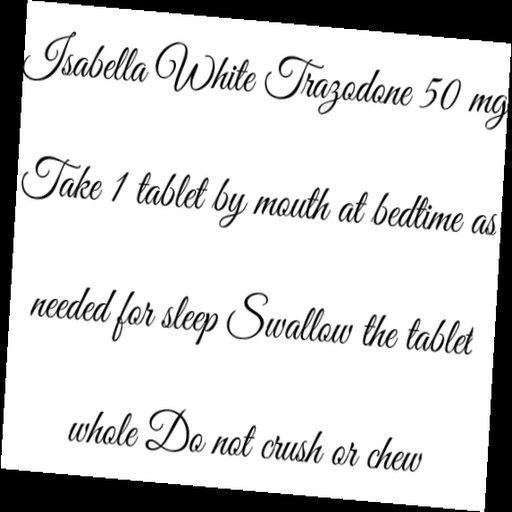 Isabella White Trazodone 50 mg
Take 1 tablet by mouth at bedtime as
needed for sleep Swallow the tablet
whole Do not crush or chew